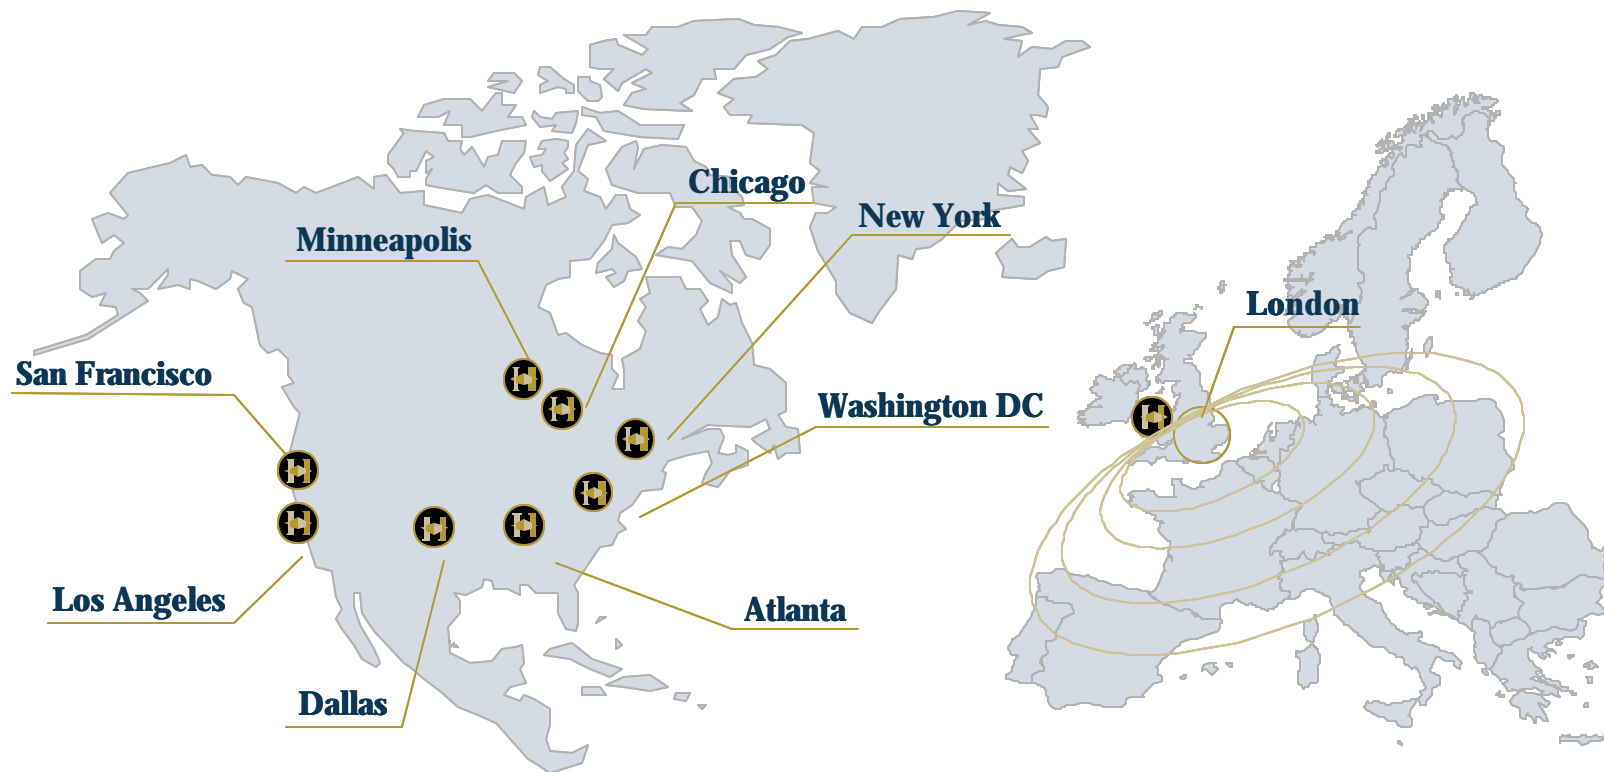 Chicago
New York
Minneapolis
London
San Francisco
Washington DC
Los Angeles
Atlanta
Dallas